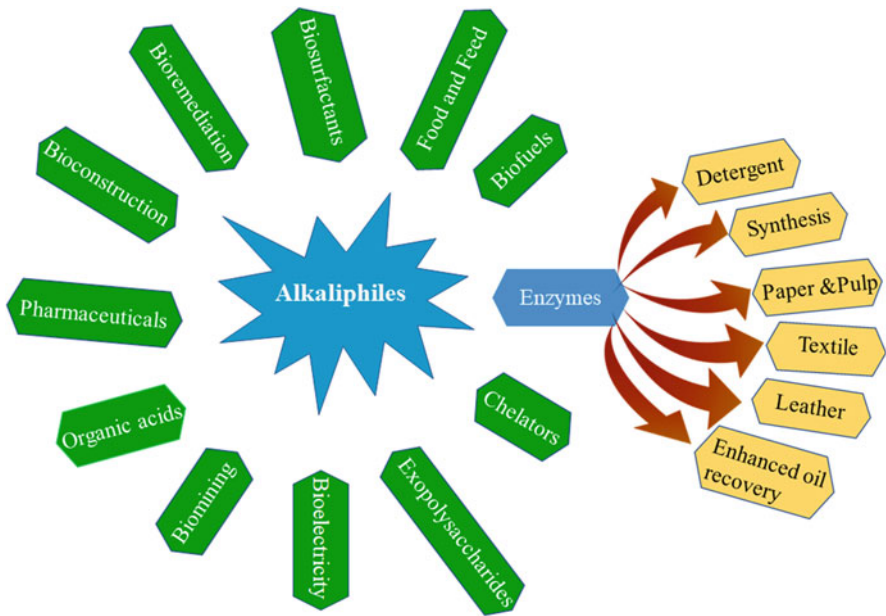 Biosurfactants
Food and Feed
Bioremediation
Biofuels
Bioconstruction
Detergent
Synthesis
Alkaliphiles
Enzymes
Paper &Pulp
Pharmaceuticals
Textile
Leather
Chelators
Organic acids
Enhanced oil
recovery
Biomining
Bioelectricity
Exopolysaccharides